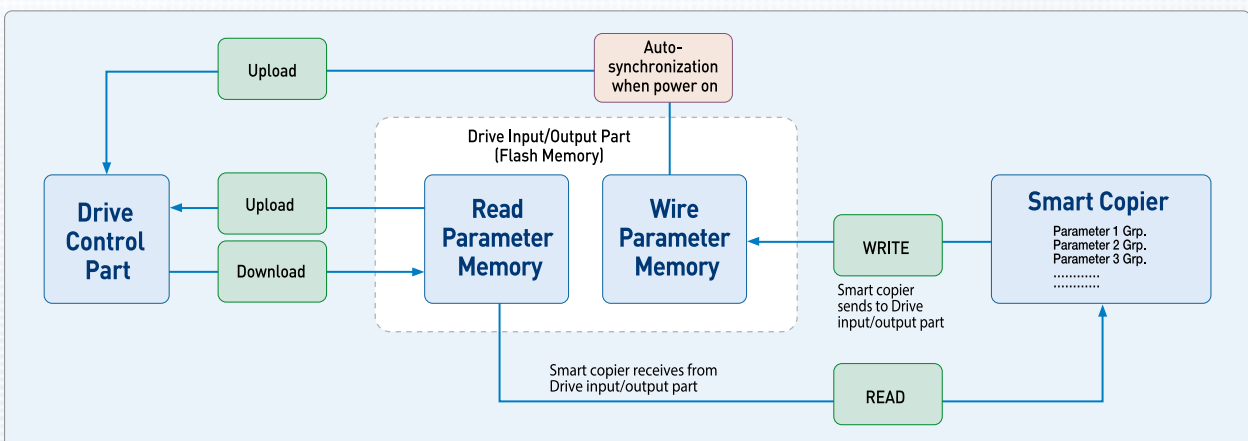 Upload
Auto-
synchronization
when power on
Drive Input/Output Part
(Flash Memory)
Drive
Control
Part
Upload
Download
Read
Parameter
Memory
Wire
Parameter
Memory
WRITE
Smart copier
sends to Drive
input/output part
Smart Copier
Parameter 1 Grp.
Parameter 2 Grp.
Parameter 3 Grp.
............
............
Smart copier receives from
Drive input/output part
READ